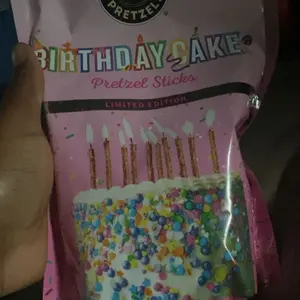 PRETZEL
BIRTHDAY CAKE
Pretzel Sticks
LIMITED EDITION